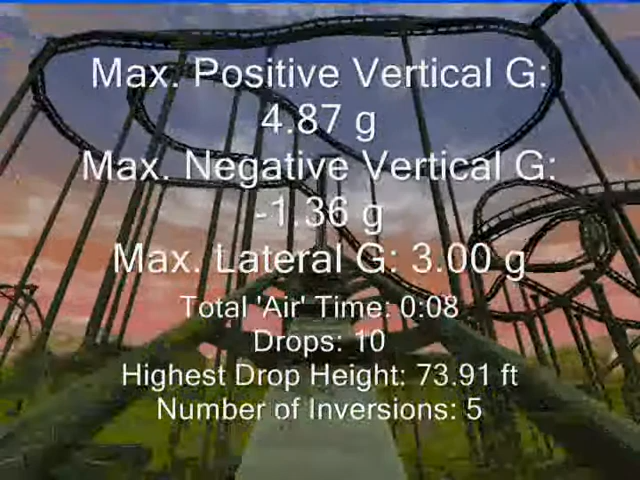 Max. Positive Vertical G:
4.87 g
Max. Negative Vertical G:
-1.36 g
Max. Lateral G: 3.00 g
Total 'Air' Time: 0:08
Drops: 10
Highest Drop Height: 73.91 ft
Number of Inversions: 5